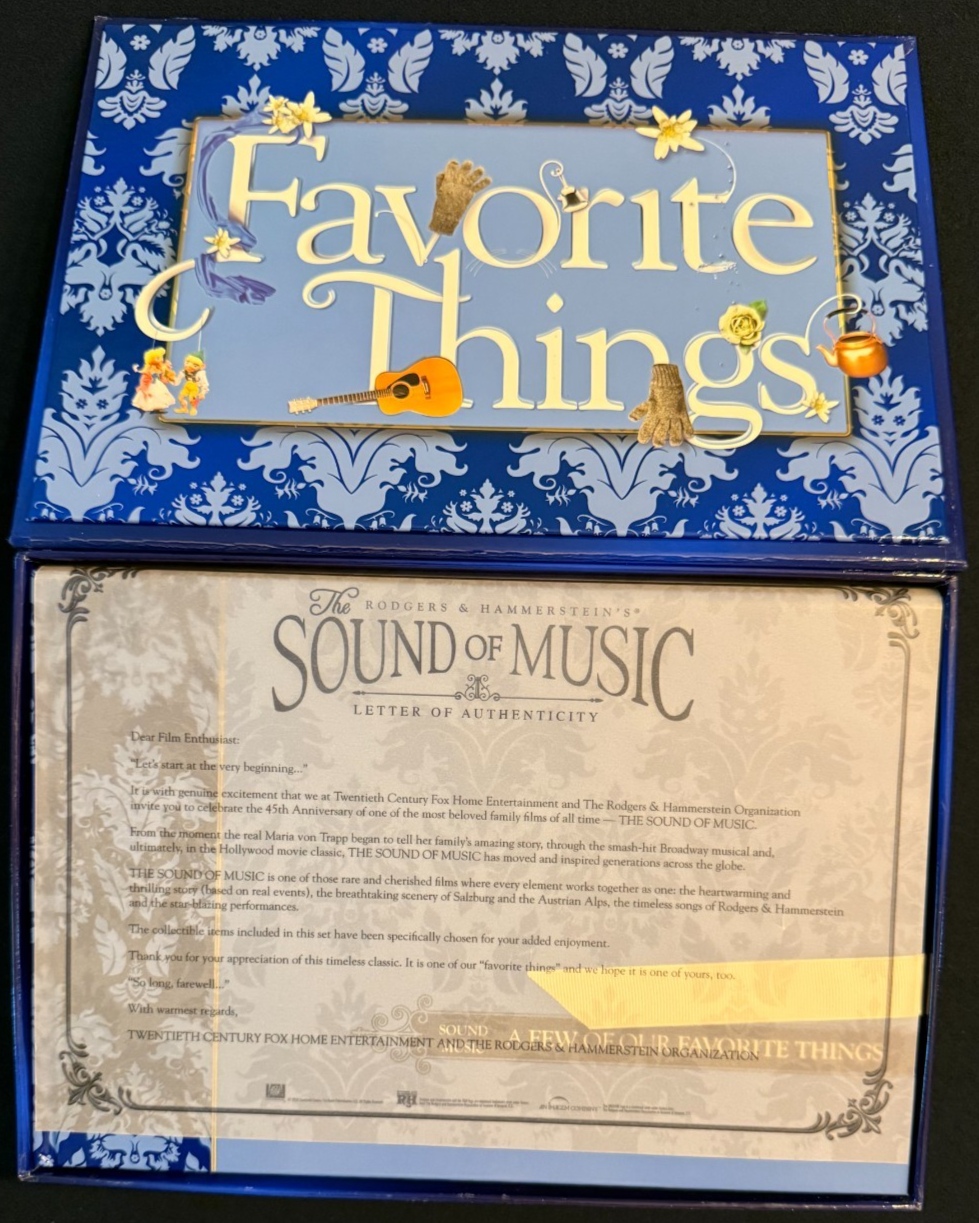 Favorite
Things
The RODGERS & HAMMERSTEIN'S®
SOUND OF MUSIC
LETTER OF AUTHENTICITY
Dear Film Enthusiast:
"Let's start at the very beginning..."
It is with genuine excitement that we at Twentieth Century Fox Home Entertainment and The Rodgers & Hammerstein Organization
invite you to celebrate the 45th Anniversary of one of the most beloved family films of all time — THE SOUND OF MUSIC.
From the moment the real Maria von Trapp began to tell her family's amazing story, through the smash-hit Broadway musical and,
ultimately, in the Hollywood movie classic, THE SOUND OF MUSIC has moved and inspired generations across the globe.
THE SOUND OF MUSIC is one of those rare and cherished films where every element works together as one: the heartwarming and
thrilling story (based on real events), the breathtaking scenery of Salzburg and the Austrian Alps, the timeless songs of Rodgers & Hammerstein
and the star-blazing performances.
The collectible items included in this set have been specifically chosen for your added enjoyment.
Thank you for your appreciation of this timeless classic. It is one of our "favorite things" and we hope it is one of yours, too.
"So long, farewell..."
With warmest regards,
TWENTIETH CENTURY FOX HOME ENTERTAINMENT AND THE RODGERS & HAMMERSTEIN ORGANIZATION
SOUND
MUSIC
A FEW OF OUR FAVORITE THINGS
R&H